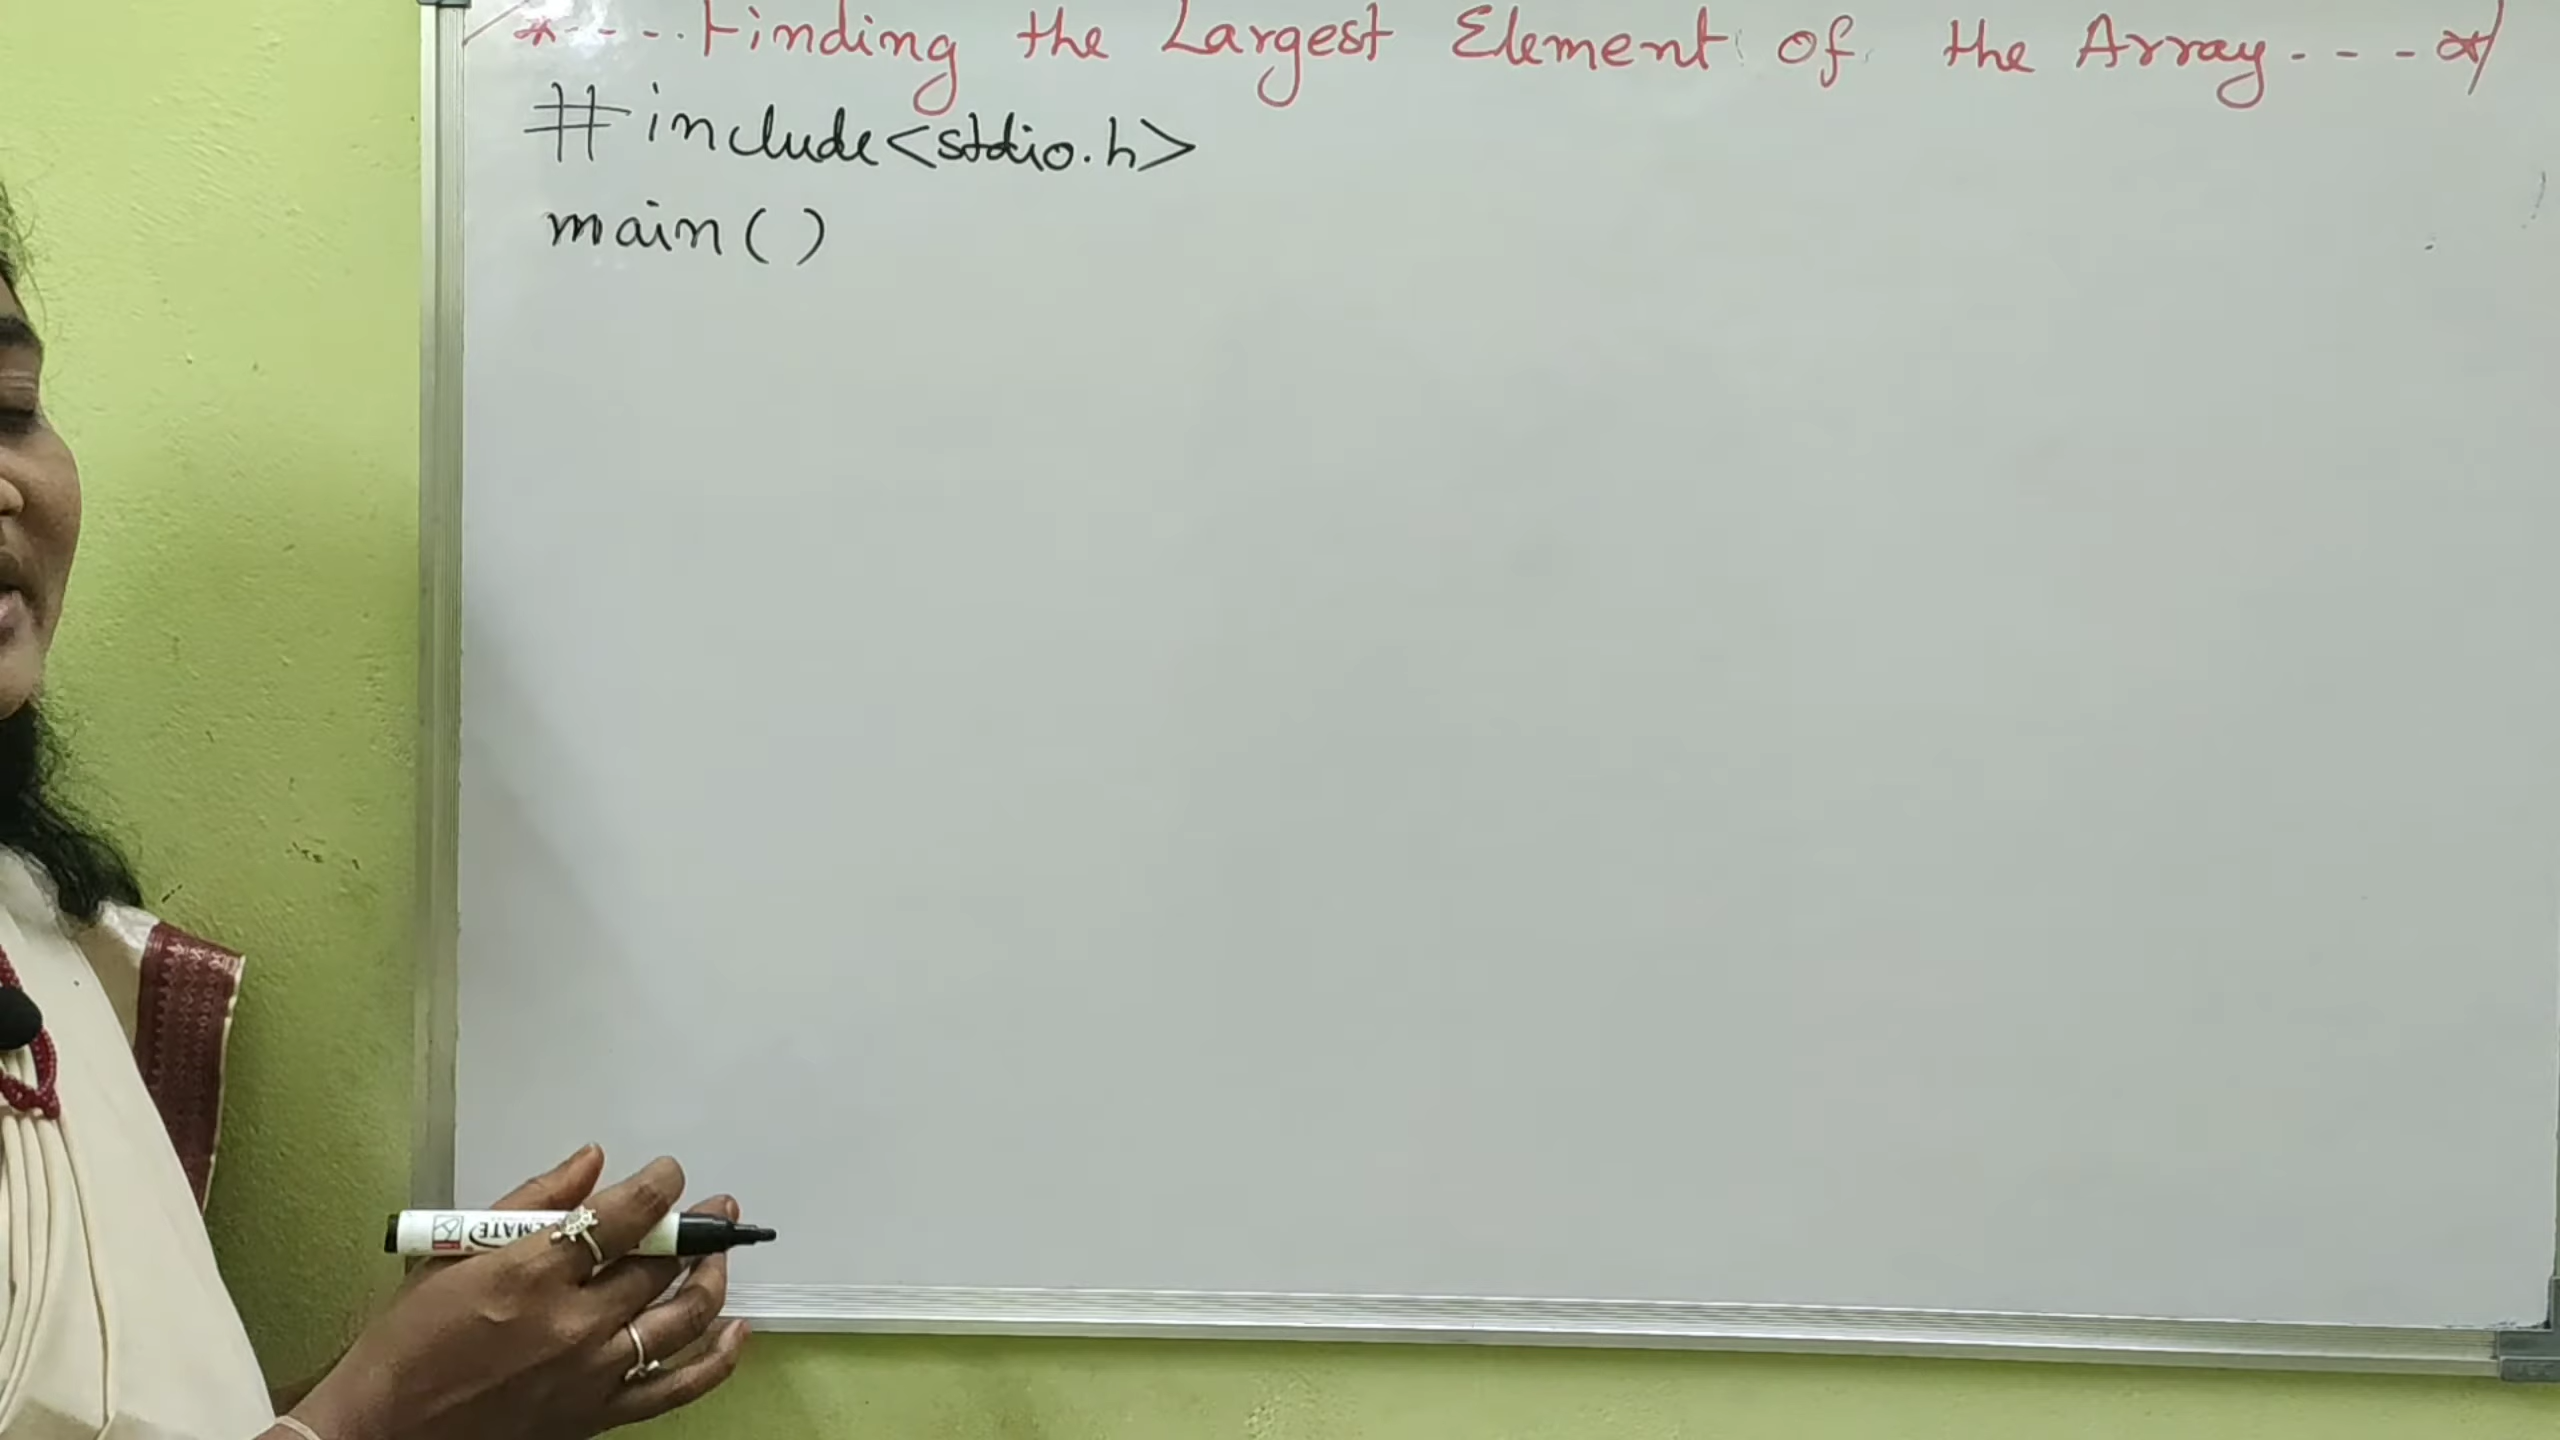 /*---- Finding the Largest Element of the Array---*/
#include<stdio.h>
main()